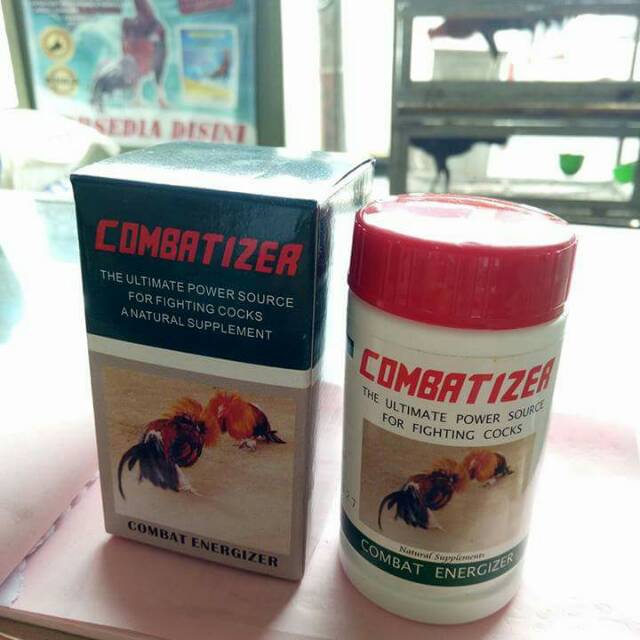 SEDIA DISINI
COMBATIZER
THE ULTIMATE POWER SOURCE
FOR FIGHTING COCKS
A NATURAL SUPPLEMENT
COMBAT ENERGIZER
COMBATIZER
THE ULTIMATE POWER SOURCE
FOR FIGHTING COCKS
Natural Supplements
COMBAT ENERGIZER